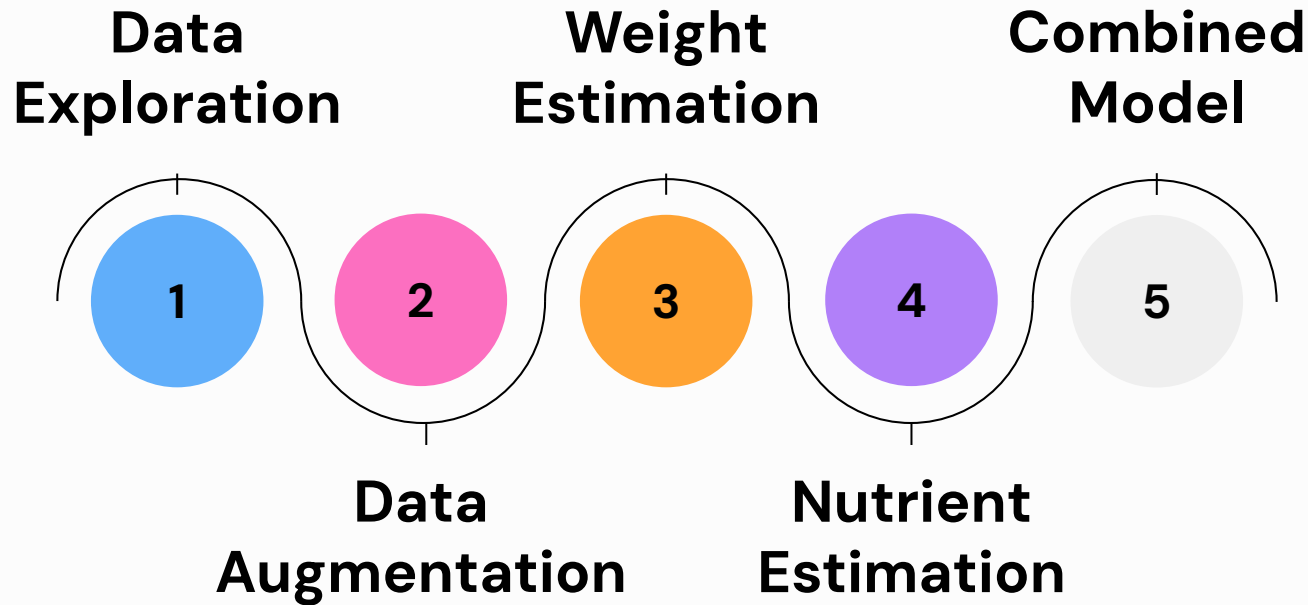 Data
Exploration
Weight
Estimation
Combined
Model
1
2
3
4
5
Data
Augmentation
Nutrient
Estimation